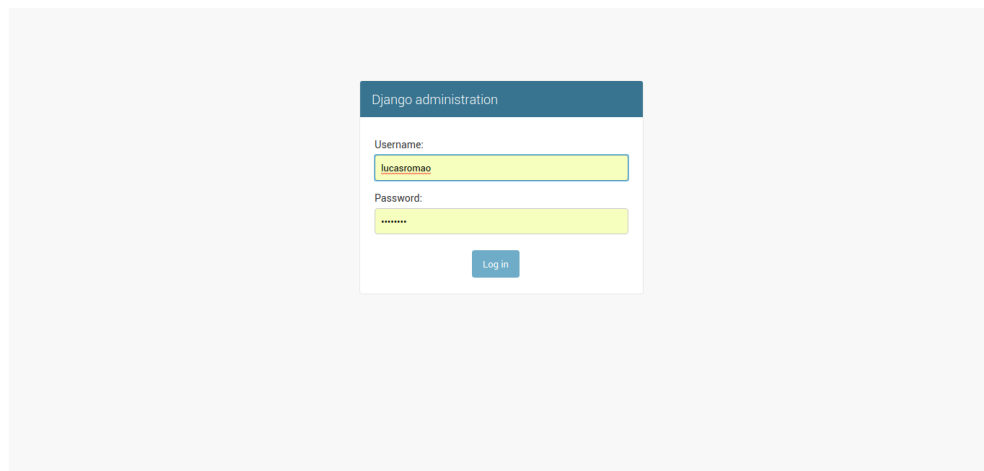 Django administration
Username:
lucasromao
Password:
••••••••
Log in